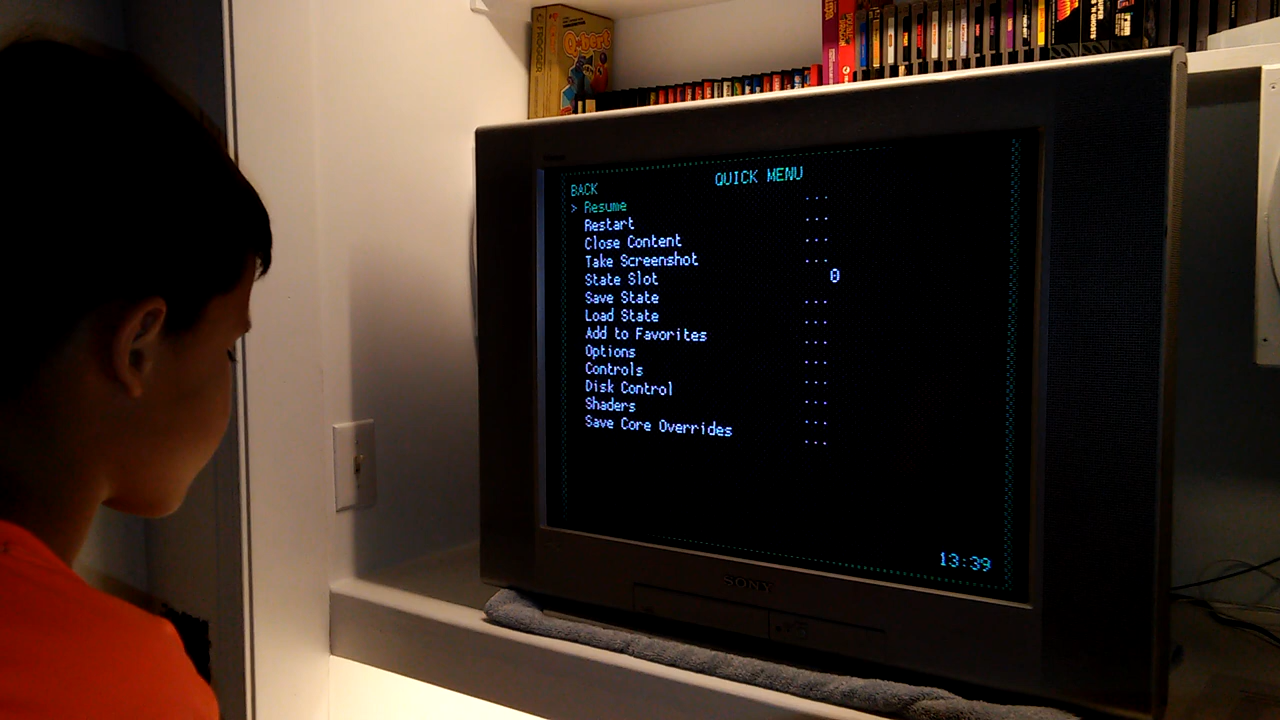 FROGGER
Q*bert
QUICK MENU
BACK
> Resume ...
Restart ...
Close Content ...
Take Screenshot ...
State Slot 0
Save State ...
Load State ...
Add to Favorites ...
Options ...
Controls ...
Disk Control ...
Shaders ...
Save Core Overrides ...
13:39
SONY